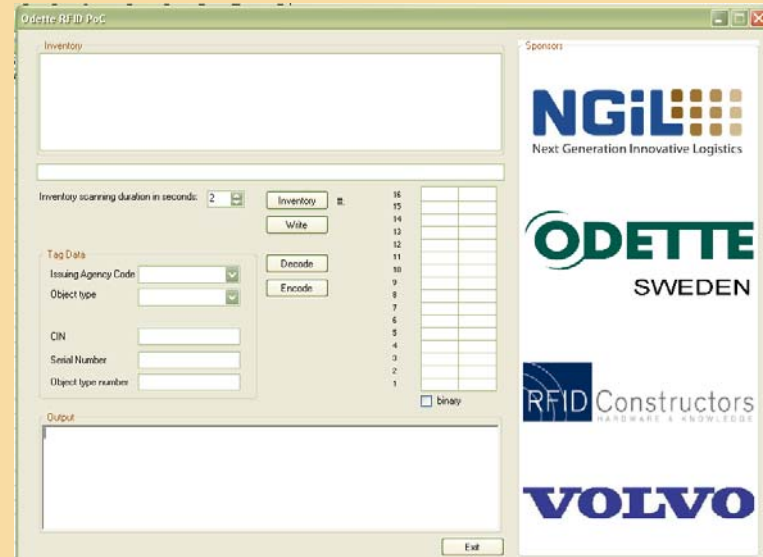 Odette RFID PoC
Inventory
Sponsors
NGiL
Next Generation Innovative Logistics
Inventory scanning duration in seconds: 2
Inventory #:
Write
Tag Data
Issuing Agency Code
Object type
CIN
Serial Number
Object type number
Decode
Encode
16
15
14
13
12
11
10
9
8
7
6
5
4
3
2
1
binary
ODETTE
SWEDEN
RFID Constructors
HARDWARE & KNOWLEDGE
Output
VOLVO
Exit